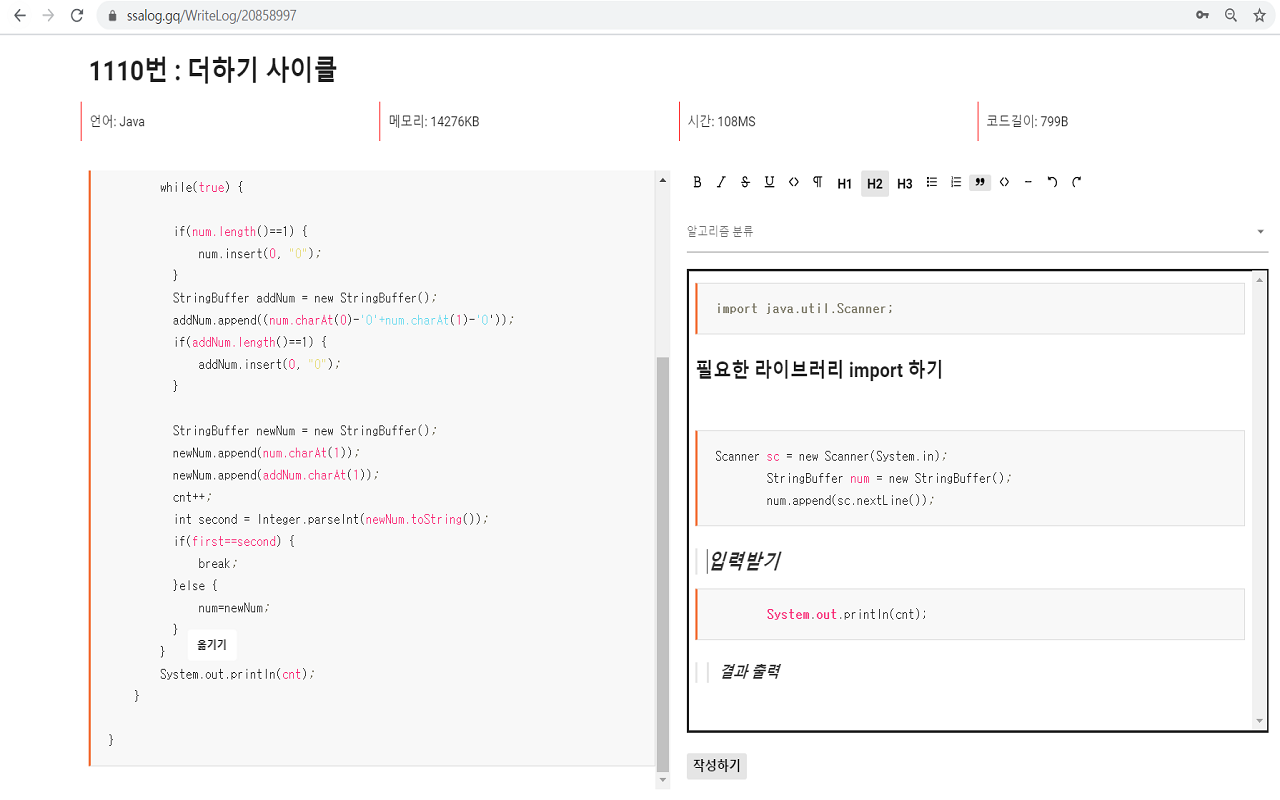 ssalog.gq/WriteLog/20858997
1110번 : 더하기 사이클
언어: Java
메모리: 14276KB
시간: 108MS
코드길이: 799B
while(true) {
if(num.length()==1) {
num.insert(0, "0");
}
StringBuffer addNum = new StringBuffer();
addNum.append((num.charAt(0)-'0'+num.charAt(1)-'0'));
if(addNum.length()==1) {
addNum.insert(0, "0");
}
StringBuffer newNum = new StringBuffer();
newNum.append(num.charAt(1));
newNum.append(addNum.charAt(1));
cnt++;
int second = Integer.parseInt(newNum.toString());
if(first==second) {
break;
}else {
num=newNum;
}
옮기기
}
System.out.println(cnt);
}
}
B I S U <> ¶ H1 H2 H3 ❞ <> −
알고리즘 분류
import java.util.Scanner;
필요한 라이브러리 import 하기
Scanner sc = new Scanner(System.in);
StringBuffer num = new StringBuffer();
num.append(sc.nextLine());
입력받기
System.out.println(cnt);
결과 출력
작성하기